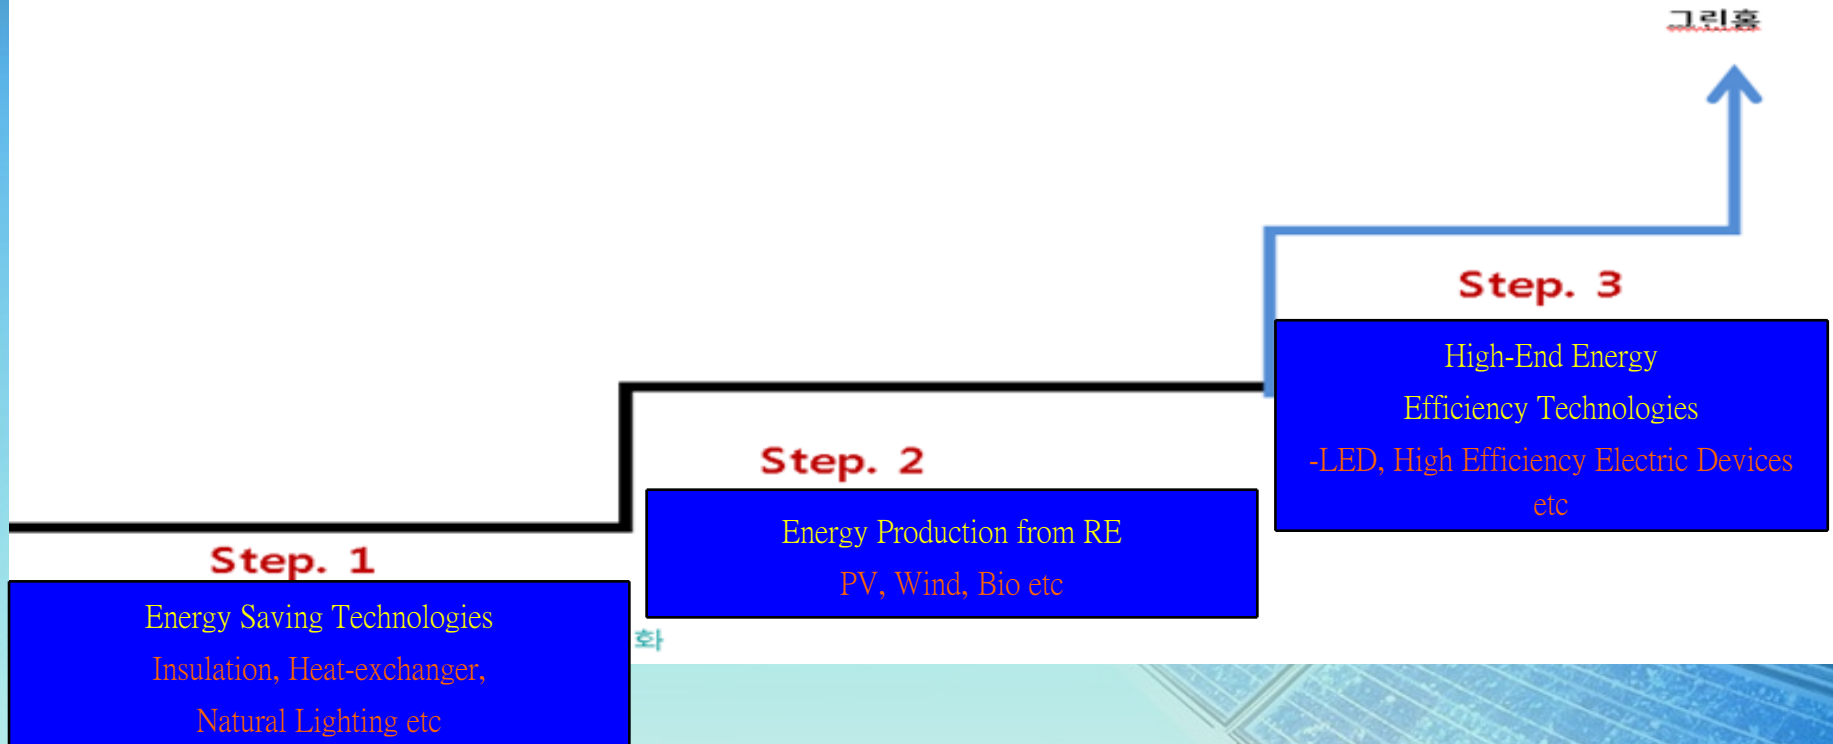 그린홈
Step. 3
High-End Energy
Efficiency Technologies
-LED, High Efficiency Electric Devices
etc
Step. 2
Energy Production from RE
PV, Wind, Bio etc
Step. 1
Energy Saving Technologies
Insulation, Heat-exchanger,
Natural Lighting etc
화